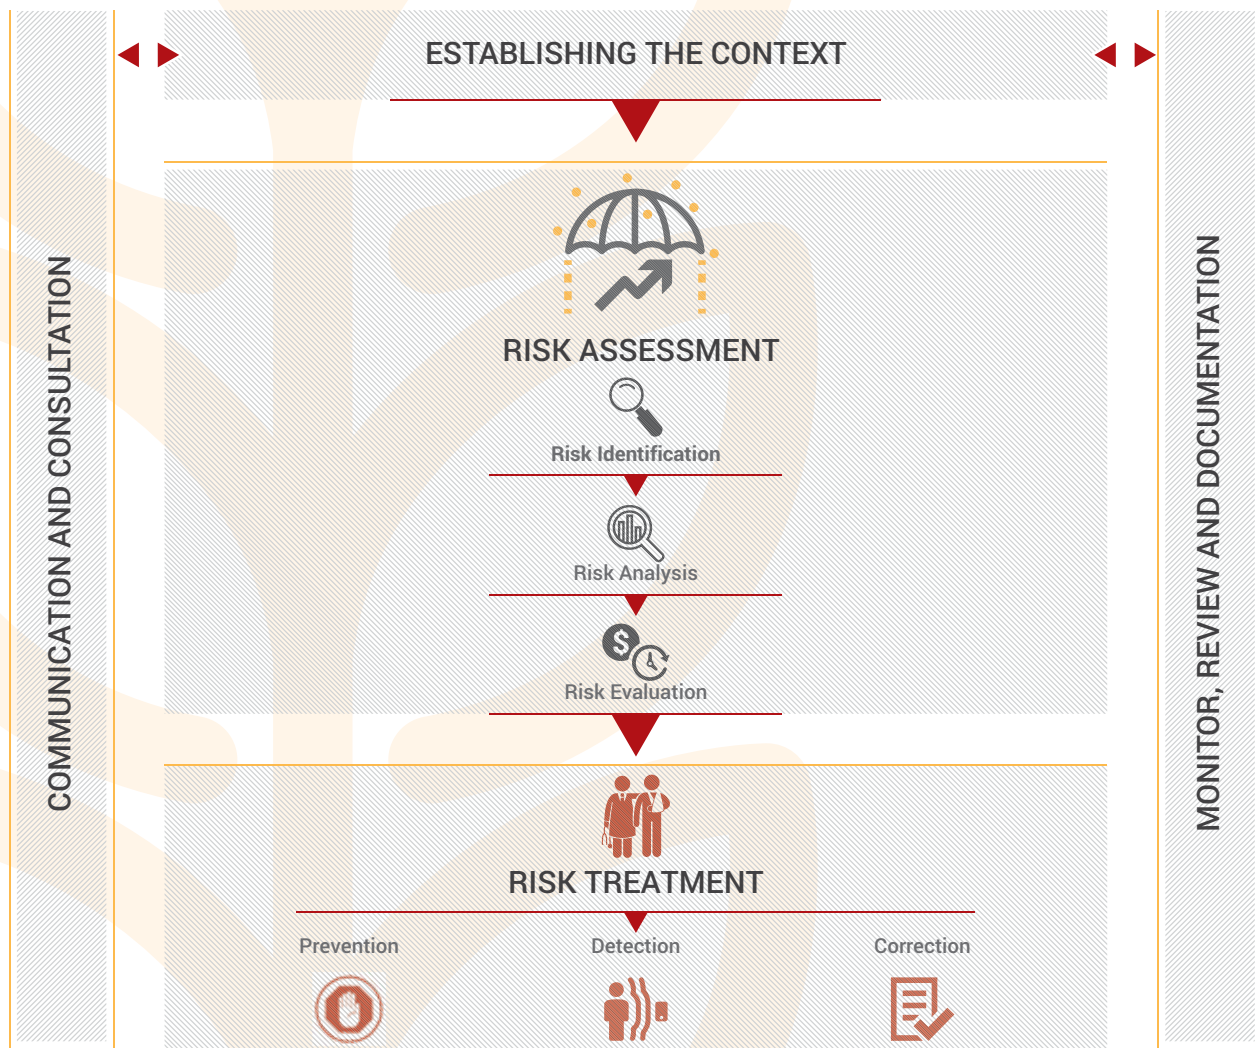 ESTABLISHING THE CONTEXT
COMMUNICATION AND CONSULTATION
RISK ASSESSMENT
Risk Identification
Risk Analysis
$
Risk Evaluation
RISK TREATMENT
Prevention
Detection
Correction
MONITOR, REVIEW AND DOCUMENTATION